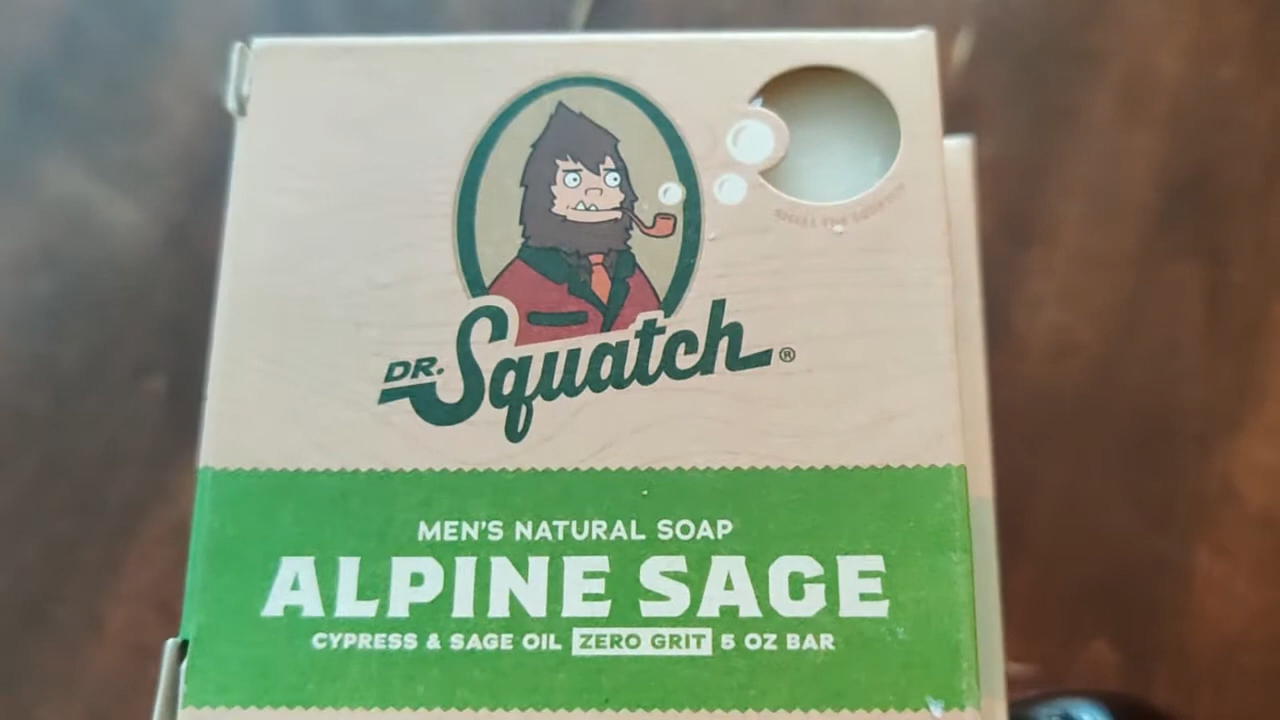 DR. Squatch®
MEN'S NATURAL SOAP
ALPINE SAGE
CYPRESS & SAGE OIL ZERO GRIT 5 OZ BAR